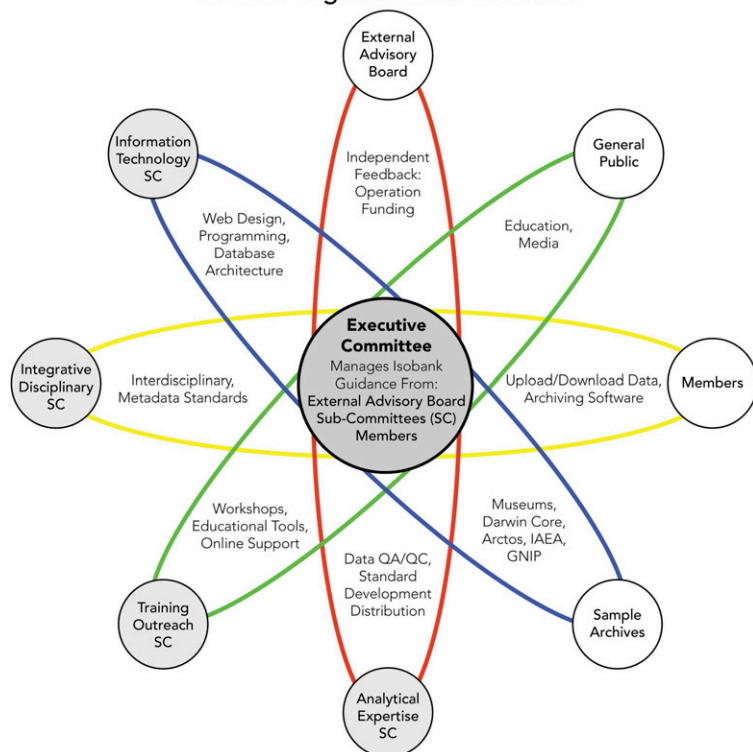 External
Advisory
Board
Information
Technology
SC
General
Public
Independent
Feedback:
Operation
Funding
Web Design,
Programming,
Database
Architecture
Education,
Media
Executive
Committee
Manages Isobank
Guidance From:
External Advisory Board
Sub-Committees (SC)
Members
Integrative
Disciplinary
SC
Interdisciplinary,
Metadata Standards
Upload/Download Data,
Archiving Software
Members
Workshops,
Educational Tools,
Online Support
Museums,
Darwin Core,
Arctos, IAEA,
GNIP
Data QA/QC,
Standard
Development
Distribution
Training
Outreach
SC
Sample
Archives
Analytical
Expertise
SC